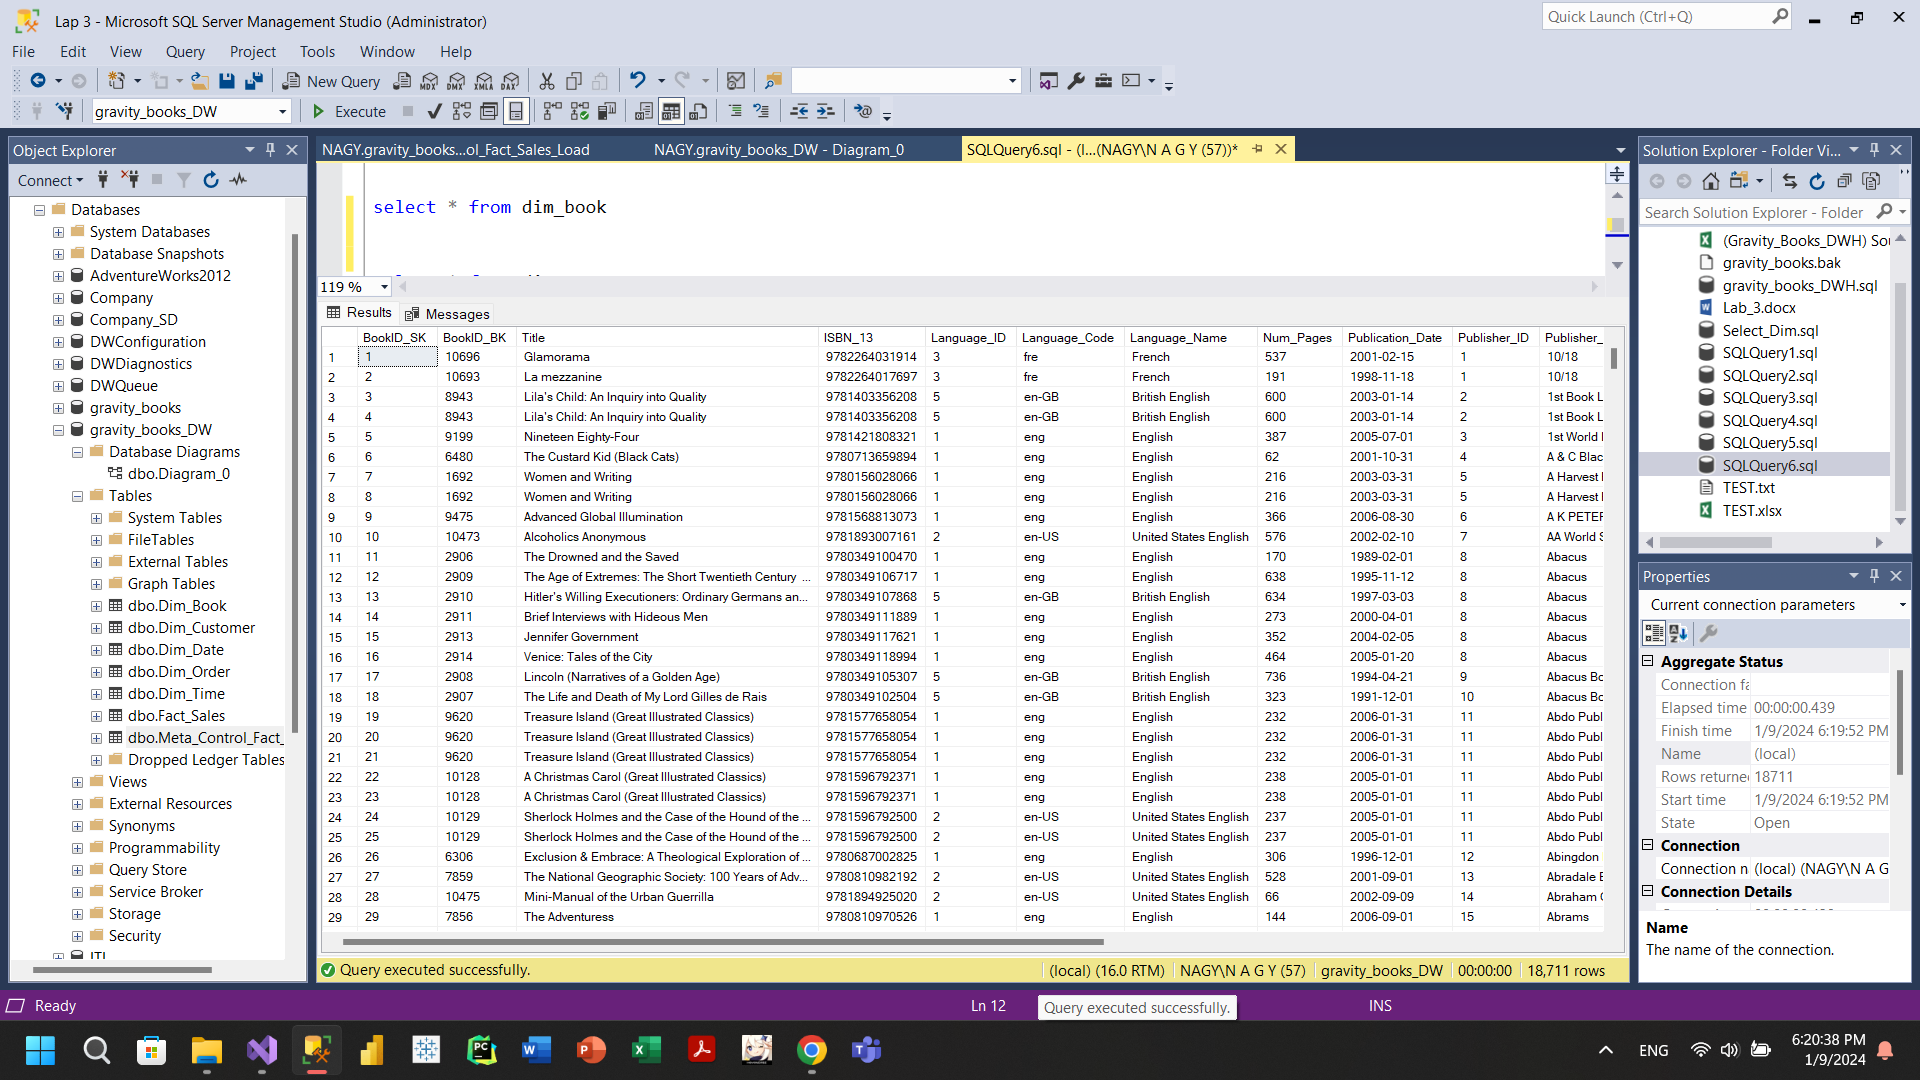 Lap 3 - Microsoft SQL Server Management Studio (Administrator)
Quick Launch (Ctrl+Q)
File Edit View Query Project Tools Window Help
New Query
MDX DMX XMLA DAX
gravity_books_DW
Execute
Object Explorer
Connect
Databases
System Databases
Database Snapshots
AdventureWorks2012
Company
Company_SD
DWConfiguration
DWDiagnostics
DWQueue
gravity_books
gravity_books_DW
Database Diagrams
dbo.Diagram_0
Tables
System Tables
FileTables
External Tables
Graph Tables
dbo.Dim_Book
dbo.Dim_Customer
dbo.Dim_Date
dbo.Dim_Order
dbo.Dim_Time
dbo.Fact_Sales
dbo.Meta_Control_Fact_
Dropped Ledger Tables
Views
External Resources
Synonyms
Programmability
Query Store
Service Broker
Storage
Security
ITI
NAGY.gravity_books...ol_Fact_Sales_Load
NAGY.gravity_books_DW - Diagram_0
SQLQuery6.sql - (l...(NAGY\N A G Y (57))*
select * from dim_book
119 %
Results Messages
BookID_SK BookID_BK Title ISBN_13 Language_ID Language_Code Language_Name Num_Pages Publication_Date Publisher_ID Publisher_
1 1 10696 Glamorama 9782264031914 3 fre French 537 2001-02-15 1 10/18
2 2 10693 La mezzanine 9782264017697 3 fre French 191 1998-11-18 1 10/18
3 3 8943 Lila's Child: An Inquiry into Quality 9781403356208 5 en-GB British English 600 2003-01-14 2 1st Book L
4 4 8943 Lila's Child: An Inquiry into Quality 9781403356208 5 en-GB British English 600 2003-01-14 2 1st Book L
5 5 9199 Nineteen Eighty-Four 9781421808321 1 eng English 387 2005-07-01 3 1st World
6 6 6480 The Custard Kid (Black Cats) 9780713659894 1 eng English 62 2001-10-31 4 A & C Blac
7 7 1692 Women and Writing 9780156028066 1 eng English 216 2003-03-31 5 A Harvest
8 8 1692 Women and Writing 9780156028066 1 eng English 216 2003-03-31 5 A Harvest
9 9 9475 Advanced Global Illumination 9781568813073 1 eng English 366 2006-08-30 6 A K PETER
10 10 10473 Alcoholics Anonymous 9781893007161 2 en-US United States English 576 2002-02-10 7 AA World S
11 11 2906 The Drowned and the Saved 9780349100470 1 eng English 170 1989-02-01 8 Abacus
12 12 2909 The Age of Extremes: The Short Twentieth Century ... 9780349106717 1 eng English 638 1995-11-12 8 Abacus
13 13 2910 Hitler's Willing Executioners: Ordinary Germans an... 9780349107868 5 en-GB British English 634 1997-03-03 8 Abacus
14 14 2911 Brief Interviews with Hideous Men 9780349111889 1 eng English 273 2000-04-01 8 Abacus
15 15 2913 Jennifer Government 9780349117621 1 eng English 352 2004-02-05 8 Abacus
16 16 2914 Venice: Tales of the City 9780349118994 1 eng English 464 2005-01-20 8 Abacus
17 17 2908 Lincoln (Narratives of a Golden Age) 9780349105307 5 en-GB British English 736 1994-04-21 9 Abacus Bo
18 18 2907 The Life and Death of My Lord Gilles de Rais 9780349102504 5 en-GB British English 323 1991-12-01 10 Abacus
19 19 9620 Treasure Island (Great Illustrated Classics) 9781577658054 1 eng English 232 2006-01-31 11 Abdo Publ
20 20 9620 Treasure Island (Great Illustrated Classics) 9781577658054 1 eng English 232 2006-01-31 11 Abdo Publ
21 21 9620 Treasure Island (Great Illustrated Classics) 9781577658054 1 eng English 232 2006-01-31 11 Abdo Publ
22 22 10128 A Christmas Carol (Great Illustrated Classics) 9781596792371 1 eng English 238 2005-01-01 11 Abdo Publ
23 23 10128 A Christmas Carol (Great Illustrated Classics) 9781596792371 1 eng English 238 2005-01-01 11 Abdo Publ
24 24 10129 Sherlock Holmes and the Case of the Hound of the ... 9781596792500 2 en-US United States English 237 2005-01-01 11 Abdo Publ
25 25 10129 Sherlock Holmes and the Case of the Hound of the ... 9781596792500 2 en-US United States English 237 2005-01-01 11 Abdo Publ
26 26 6306 Exclusion & Embrace: A Theological Exploration of ... 9780687002825 1 eng English 306 1996-12-01 12 Abingdon
27 27 7859 The National Geographic Society: 100 Years of Adv... 9780810982192 2 en-US United States English 528 2001-09-01 13 Abradale E
28 28 10475 Mini-Manual of the Urban Guerrilla 9781894925020 2 en-US United States English 66 2002-09-09 14 Abraham G
29 29 7856 The Adventuress 9780810970526 1 eng English 144 2006-09-01 15 Abrams
Query executed successfully.
(local) (16.0 RTM) NAGY\N A G Y (57) gravity_books_DW 00:00:00 18,711 rows
Solution Explorer - Folder Vi...
Search Solution Explorer - Folder
(Gravity_Books_DWH) Sou
gravity_books.bak
gravity_books_DWH.sql
Lab_3.docx
Select_Dim.sql
SQLQuery1.sql
SQLQuery2.sql
SQLQuery3.sql
SQLQuery4.sql
SQLQuery5.sql
SQLQuery6.sql
TEST.txt
TEST.xlsx
Properties
Current connection parameters
Aggregate Status
Connection fa
Elapsed time 00:00:00.439
Finish time 1/9/2024 6:19:52 PM
Name (local)
Rows returned 18711
Start time 1/9/2024 6:19:52 PM
State Open
Connection
Connection n (local) (NAGY\N A G
Connection Details
Name
The name of the connection.
Ready
Ln 12
Query executed successfully.
INS
ENG
6:20:38 PM
1/9/2024